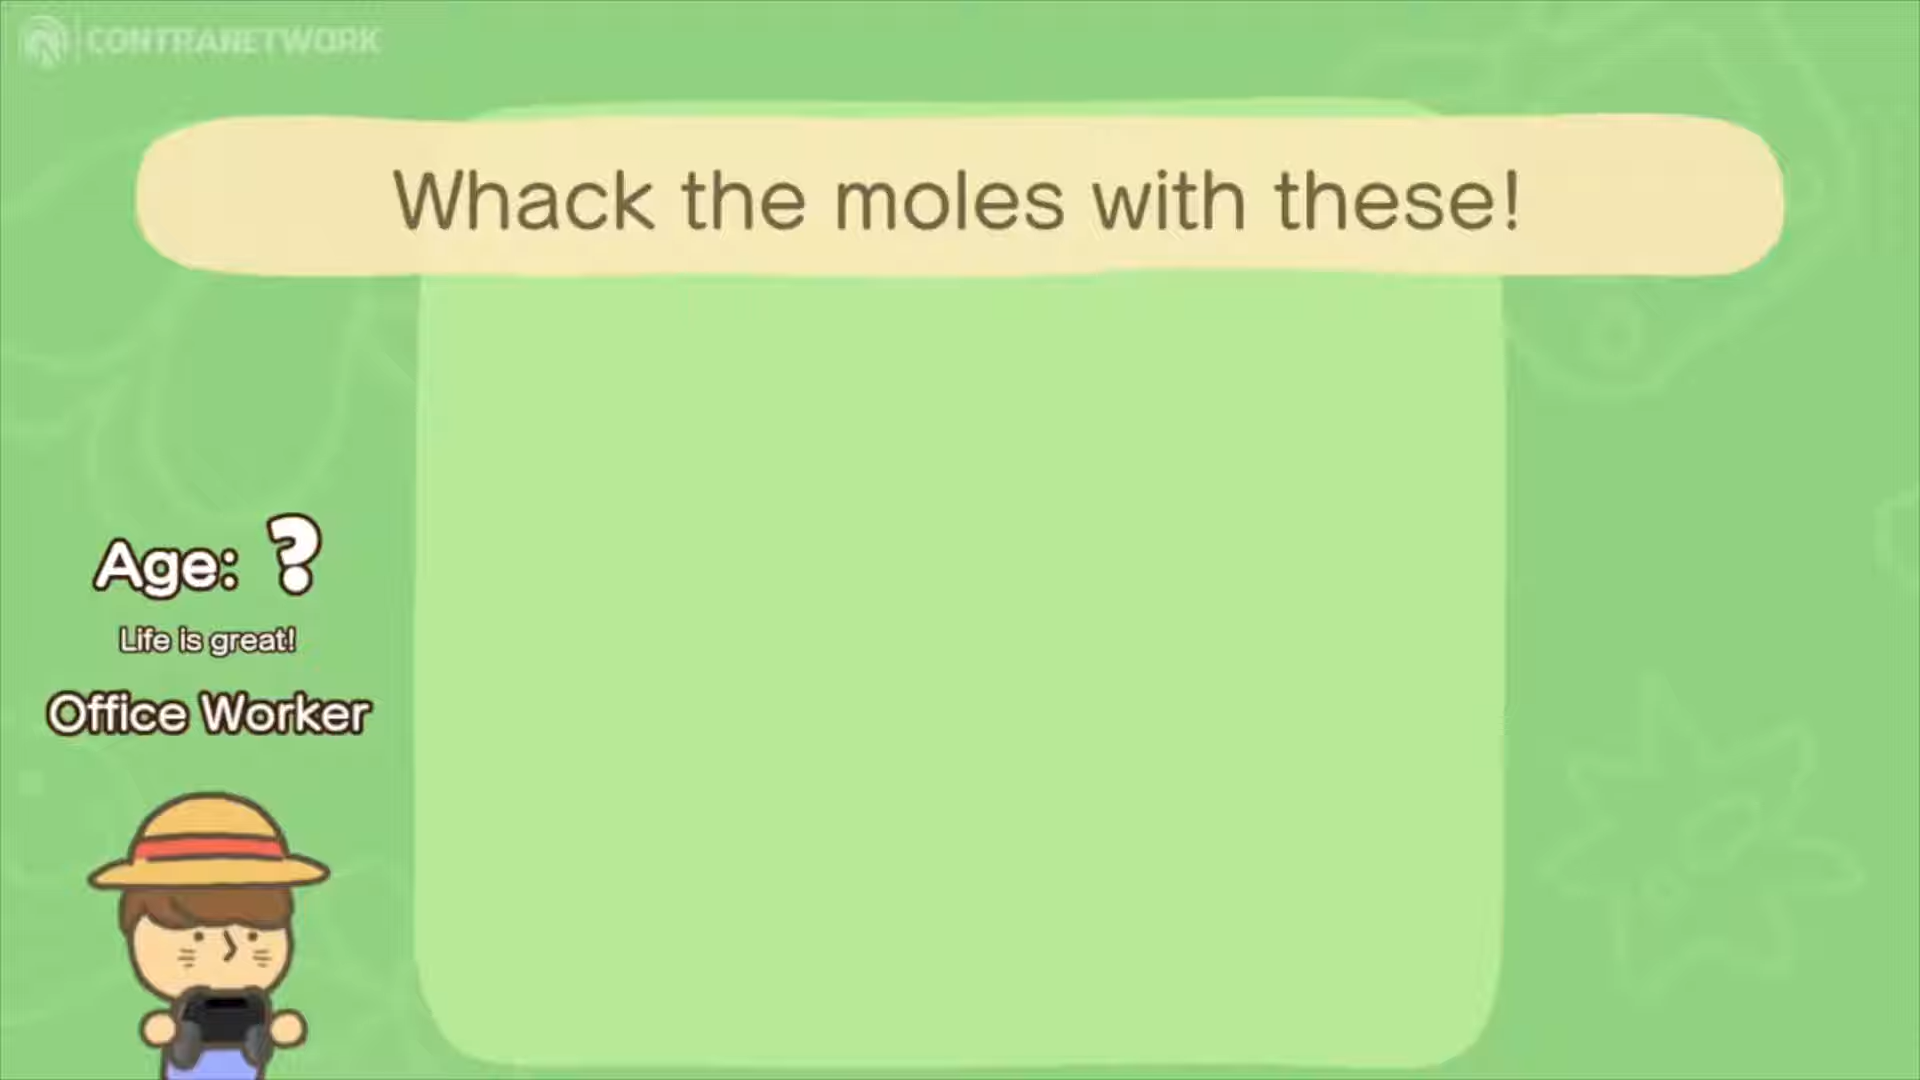 CONTRANETWORK
Whack the moles with these!
Age: ?
Life is great!
Office Worker